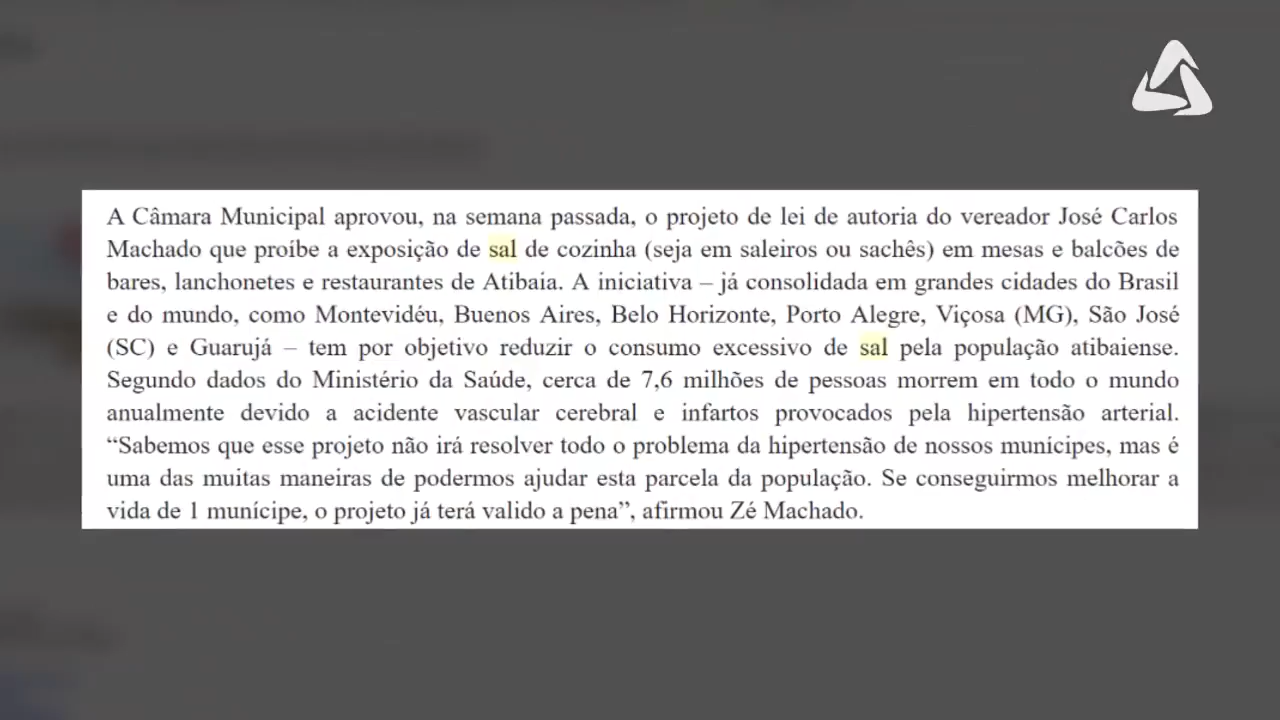 A Câmara Municipal aprovou, na semana passada, o projeto de lei de autoria do vereador José Carlos
Machado que proíbe a exposição de sal de cozinha (seja em saleiros ou sachês) em mesas e balcões de
bares, lanchonetes e restaurantes de Atibaia. A iniciativa – já consolidada em grandes cidades do Brasil
e do mundo, como Montevidéu, Buenos Aires, Belo Horizonte, Porto Alegre, Viçosa (MG), São José
(SC) e Guarujá – tem por objetivo reduzir o consumo excessivo de sal pela população atibaiense.
Segundo dados do Ministério da Saúde, cerca de 7,6 milhões de pessoas morrem em todo o mundo
anualmente devido a acidente vascular cerebral e infartos provocados pela hipertensão arterial.
“Sabemos que esse projeto não irá resolver todo o problema da hipertensão de nossos munícipes, mas é
uma das muitas maneiras de podermos ajudar esta parcela da população. Se conseguirmos melhorar a
vida de 1 munícipe, o projeto já terá valido a pena”, afirmou Zé Machado.